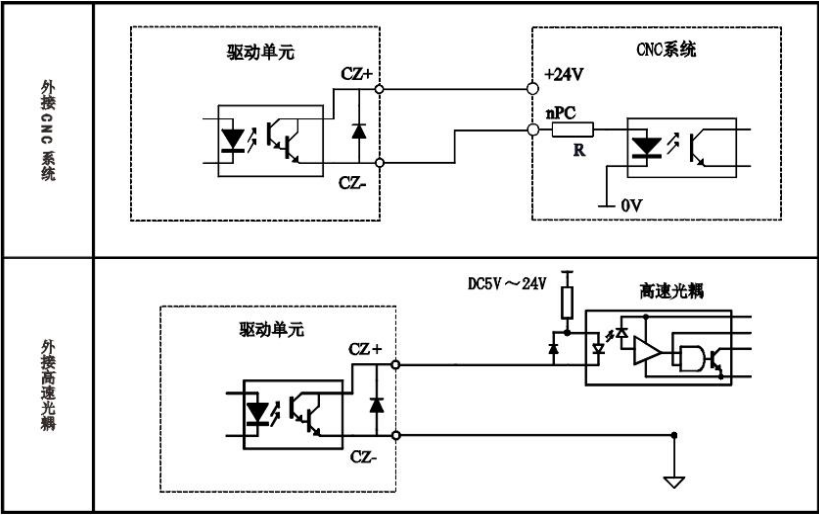 外接CNC系统
驱动单元
CZ+
CZ-
CNC系统
+24V
nPC
R
0V
外接高速光耦
驱动单元
CZ+
CZ-
DC5V～24V
高速光耦